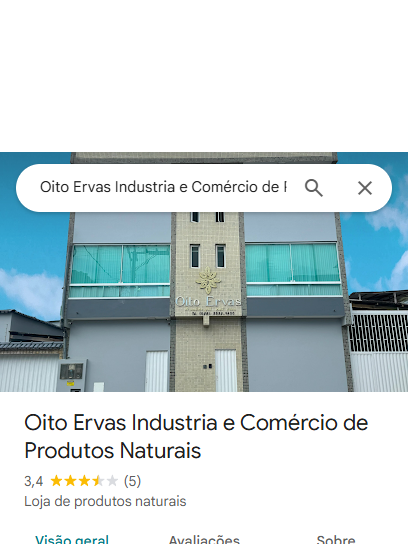 Oito Ervas Industria e Comércio de
Oito Ervas
Oito Ervas Industria e Comércio de
Produtos Naturais
3,4 (5)
Loja de produtos naturais
Visão geral Avaliações Sobre